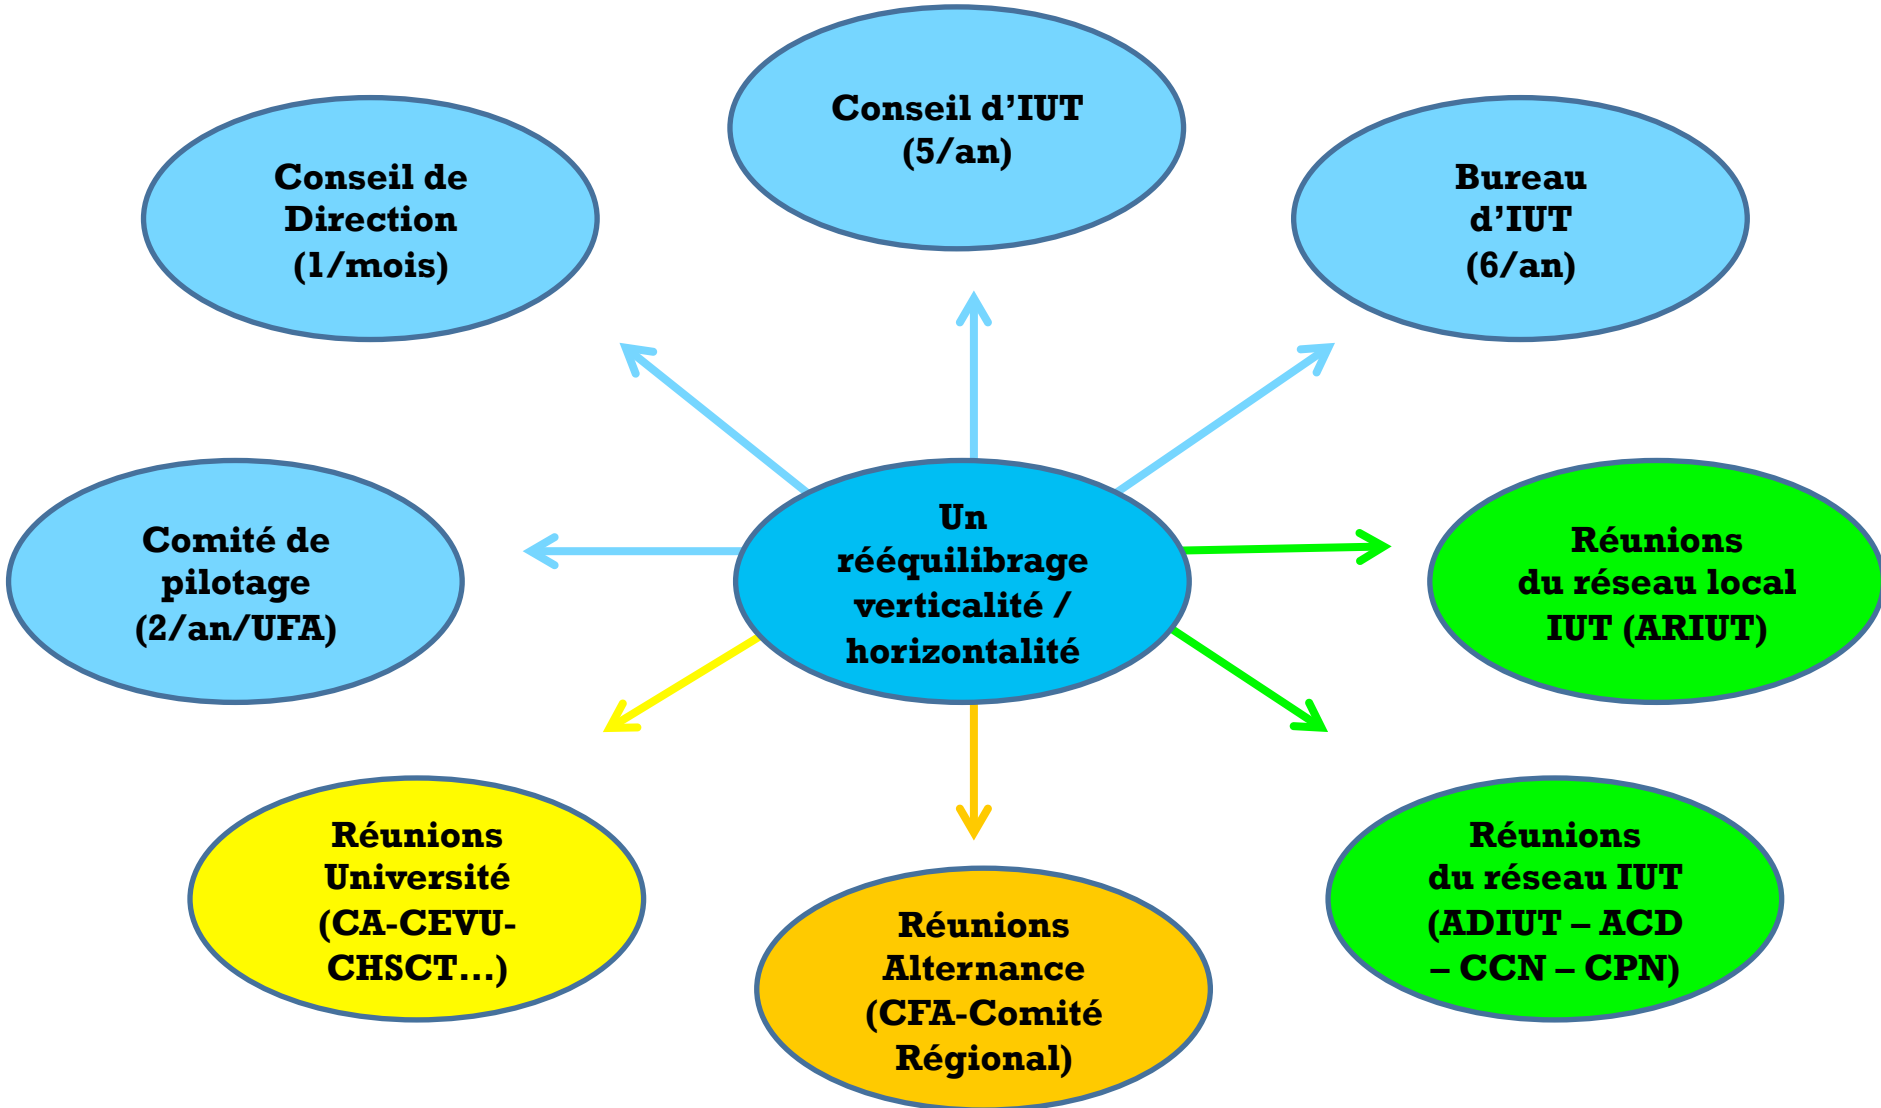 Conseil d’IUT
(5/an)
Conseil de
Direction
(1/mois)
Bureau
d’IUT
(6/an)
Comité de
pilotage
(2/an/UFA)
Un
rééquilibrage
verticalité /
horizontalité
Réunions
du réseau local
IUT (ARIUT)
Réunions
Université
(CA-CEVU-
CHSCT…)
Réunions
Alternance
(CFA-Comité
Régional)
Réunions
du réseau IUT
(ADIUT – ACD
– CCN – CPN)